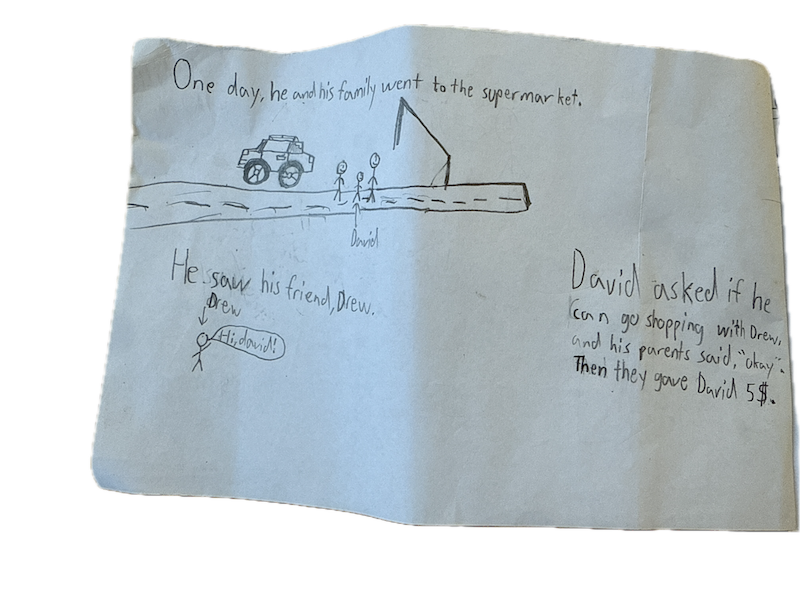 One day, he and his family went to the supermarket.
David
He saw his friend, Drew.
Drew
Hi, david!
David asked if he
can go shopping with Drew,
and his parents said, "okay".
Then they gave David 5$.